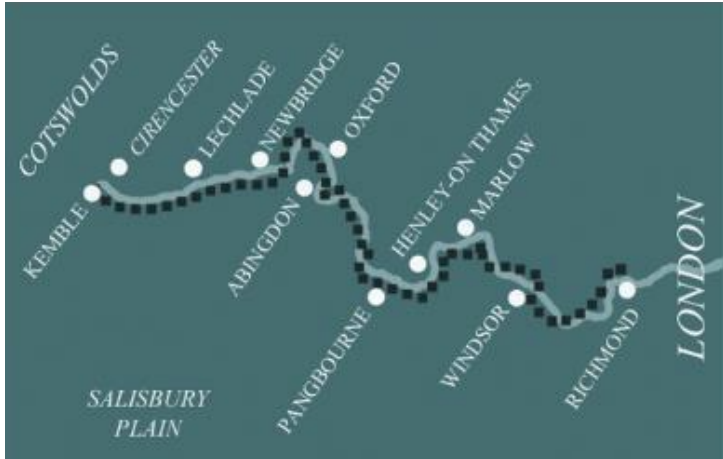 COTSWOLDS
CIRENCESTER
LECHLADE
NEWBRIDGE
OXFORD
HENLEY-ON THAMES
MARLOW
KEMBLE
ABINGDON
PANGBOURNE
WINDSOR
RICHMOND
LONDON
SALISBURY
PLAIN